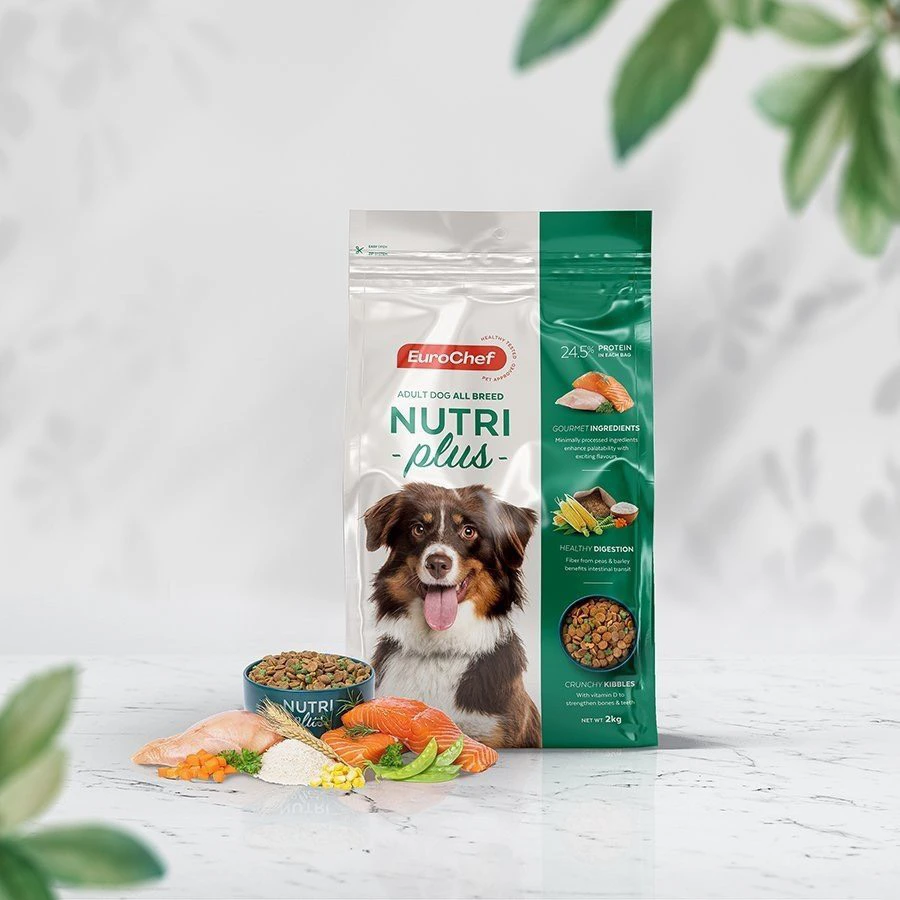 EASY OPEN
ZIP SYSTEM
HEALTHY TESTED
EuroChef
PET APPROVED
ADULT DOG ALL BREED
NUTRI
- plus -
24.5% PROTEIN
IN EACH BAG
GOURMET INGREDIENTS
Minimally processed ingredients
enhance palatability with
exciting flavours
HEALTHY DIGESTION
Fiber from peas & barley
benefits intestinal transit
CRUNCHY KIBBLES
With vitamin D to
strengthen bones & teeth
NET WT 2kg
NUTRI
plus